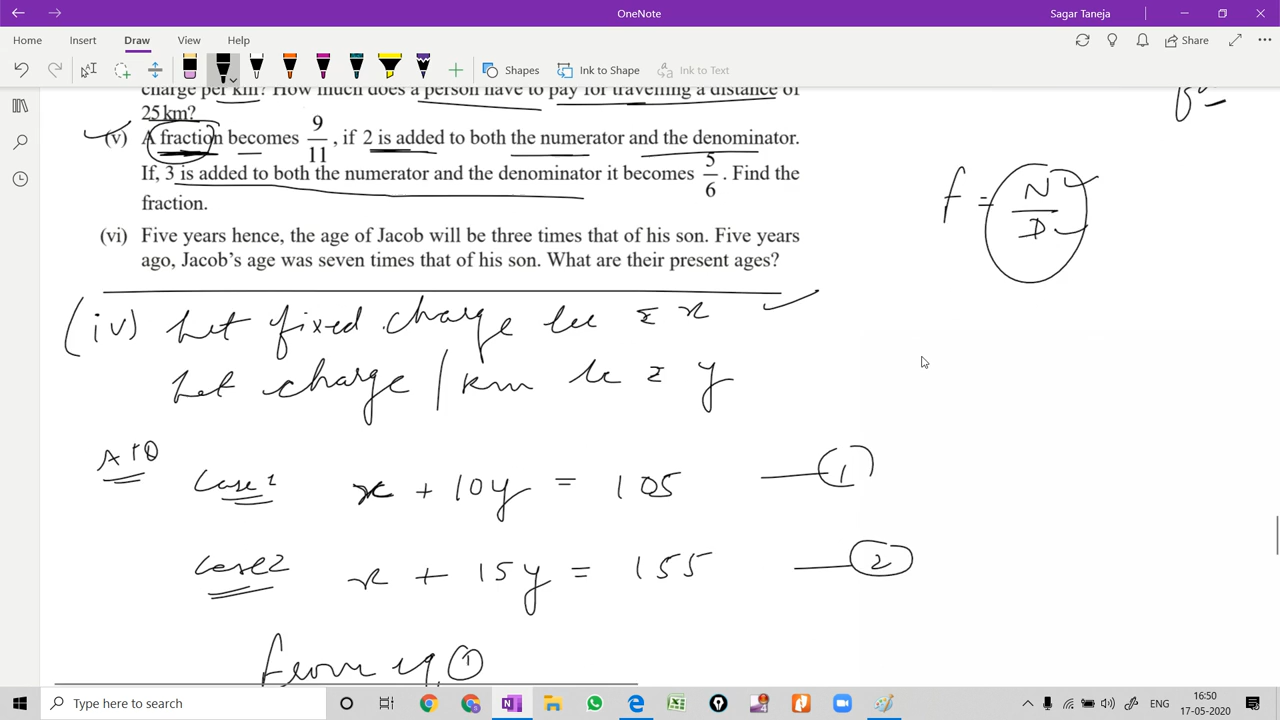 OneNote
Sagar Taneja
Home Insert Draw View Help
Share
Shapes Ink to Shape Ink to Text
charge per km? How much does a person have to pay for travelling a distance of
25km?
(v) A fraction becomes 9/11, if 2 is added to both the numerator and the denominator.
If, 3 is added to both the numerator and the denominator it becomes 5/6. Find the
fraction.
(vi) Five years hence, the age of Jacob will be three times that of his son. Five years
ago, Jacob's age was seven times that of his son. What are their present ages?
f = N/D
(iv) Let fixed charge be = x
Let charge / km be = y
ATQ
Case 1 x + 10y = 105 — 1
Case 2 x + 15y = 155 — 2
from eq. 1
Type here to search
ENG
16:50
17-05-2020